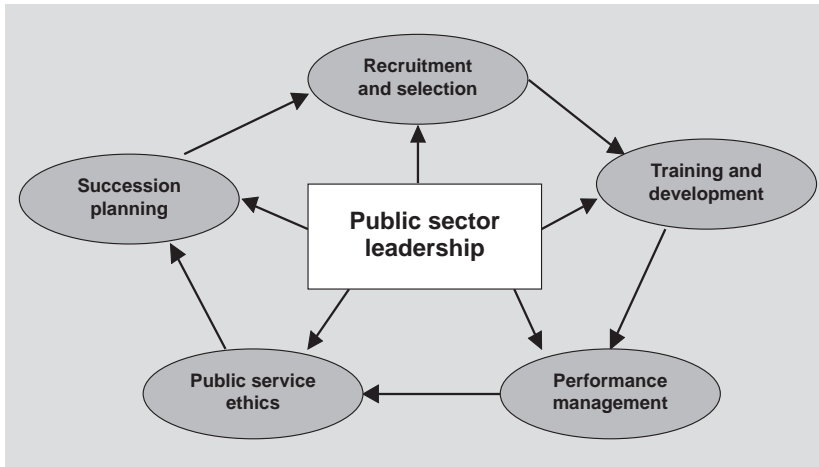 Recruitment
and selection
Training and
development
Succession
planning
Public sector
leadership
Public service
ethics
Performance
management